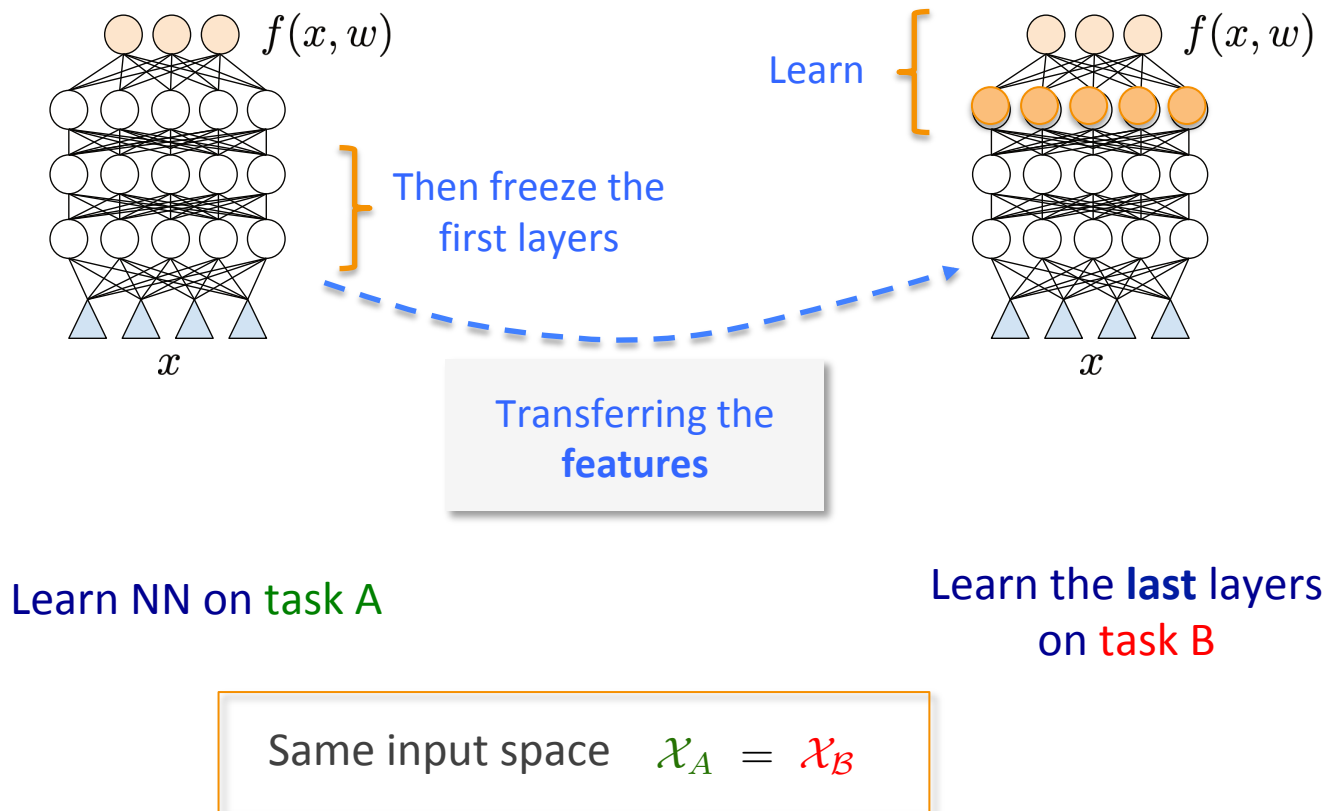 f(x, w)
f(x, w)
Learn
Then freeze the
first layers
x
x
Transferring the
features
Learn NN on task A
Learn the last layers
on task B
Same input space 𝒳_A = 𝒳_ℬ